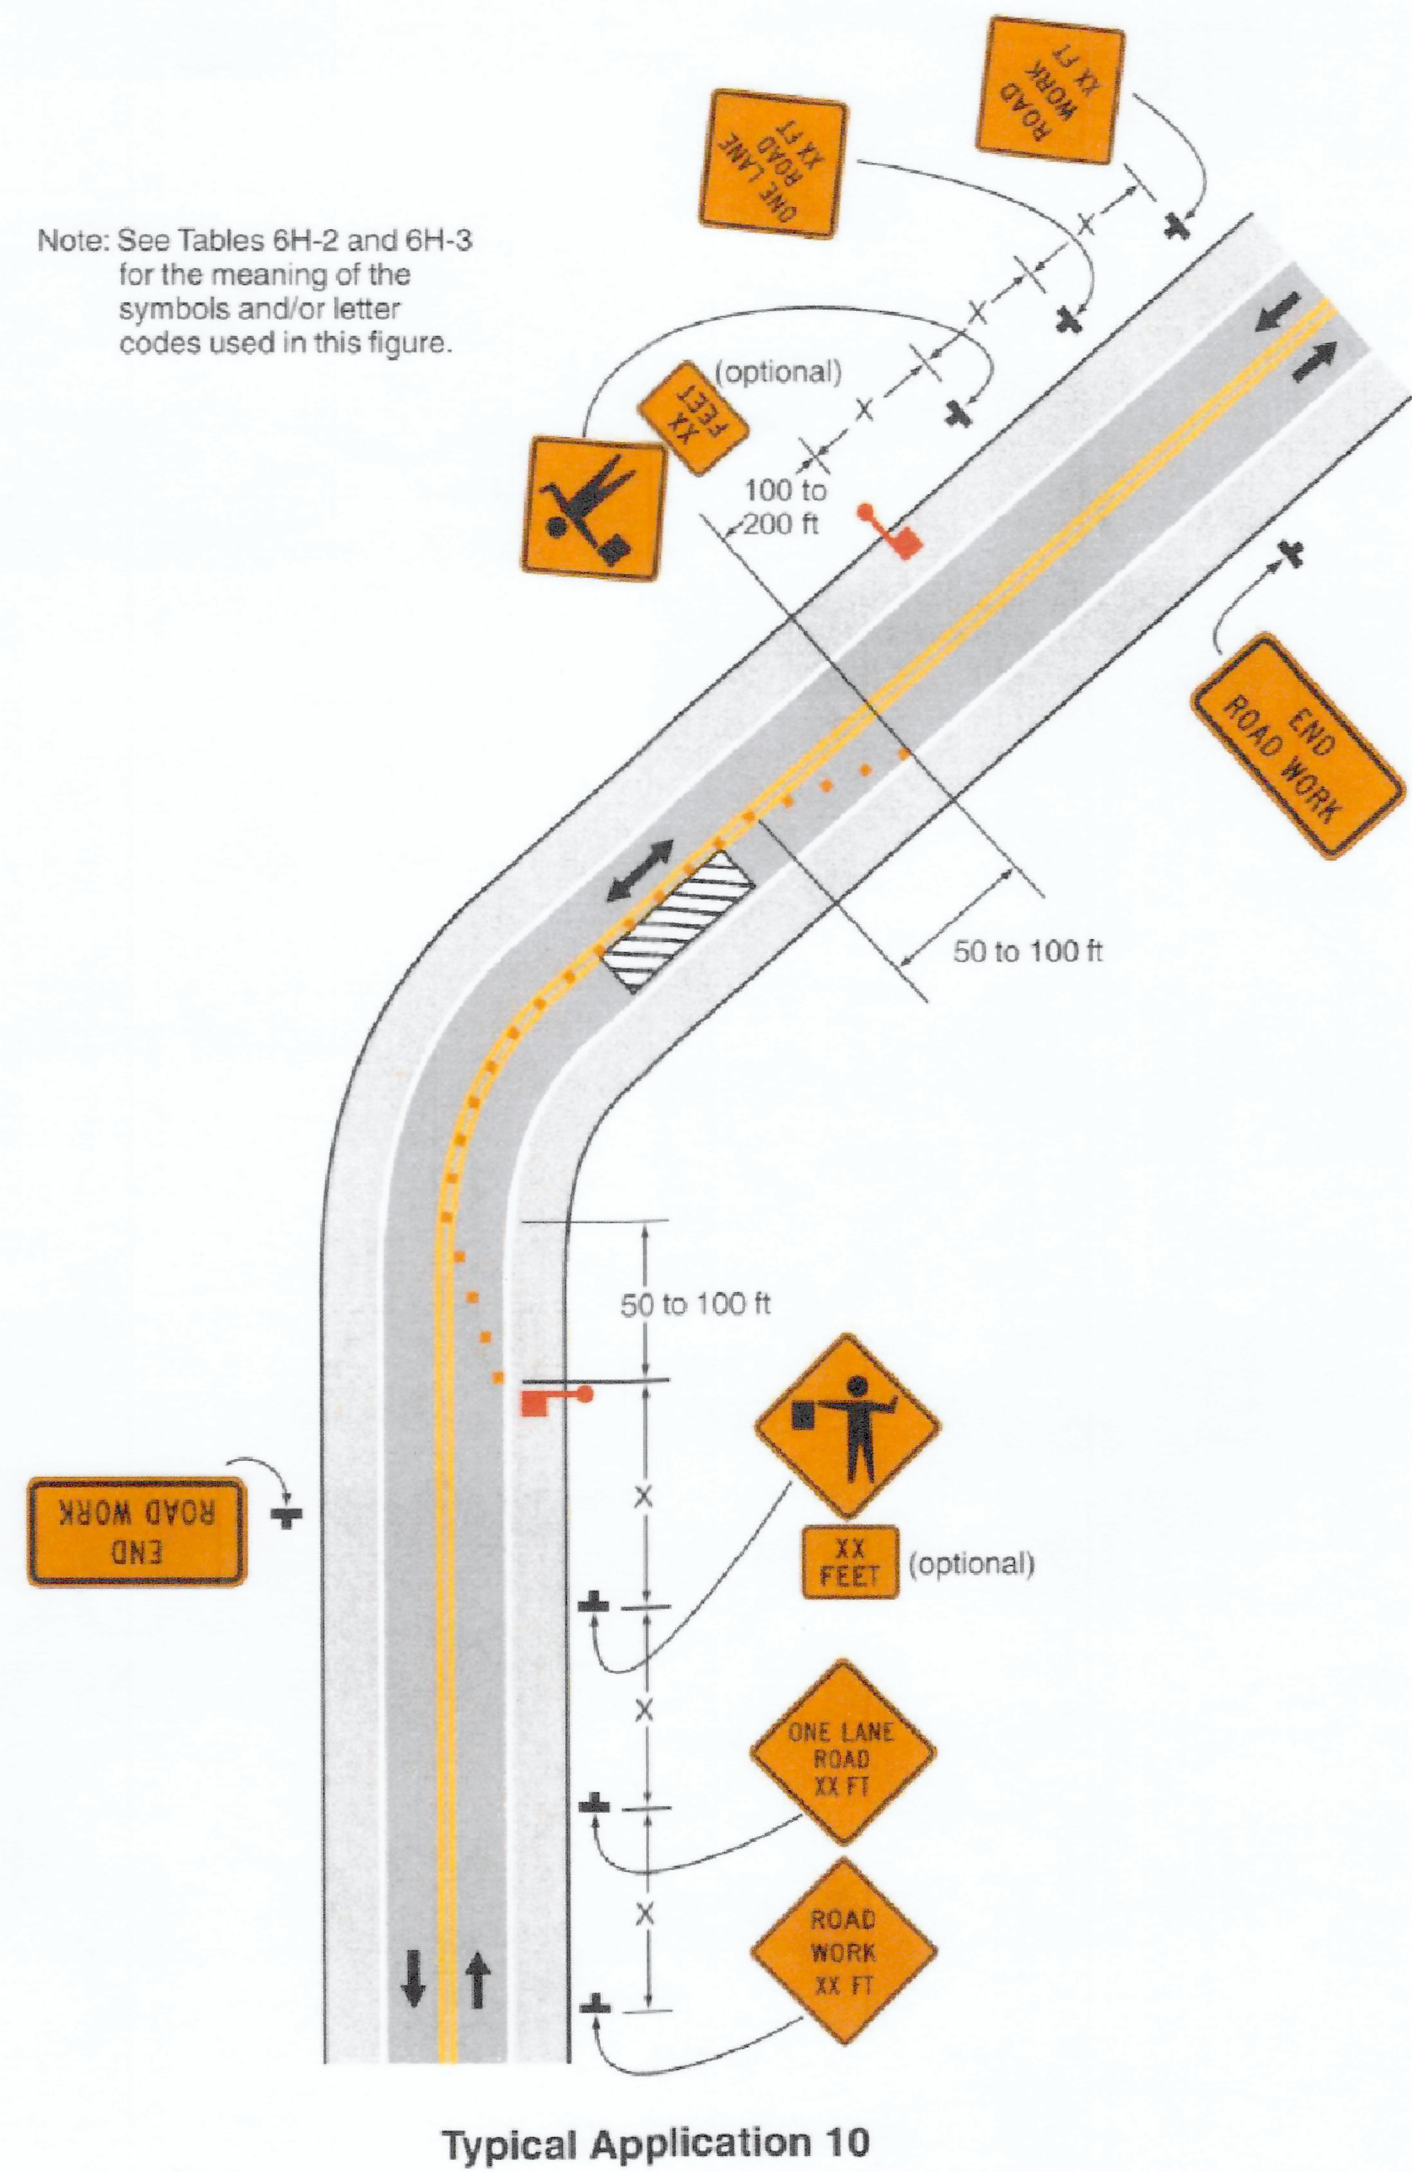 ROAD
WORK
XX FT
ONE LANE
ROAD
XX FT
Note: See Tables 6H-2 and 6H-3
for the meaning of the
symbols and/or letter
codes used in this figure.
X
X
(optional)
XX
FEET
X
100 to
200 ft
END
ROAD WORK
50 to 100 ft
50 to 100 ft
X
END
ROAD WORK
XX
FEET
(optional)
X
ONE LANE
ROAD
XX FT
X
ROAD
WORK
XX FT
Typical Application 10